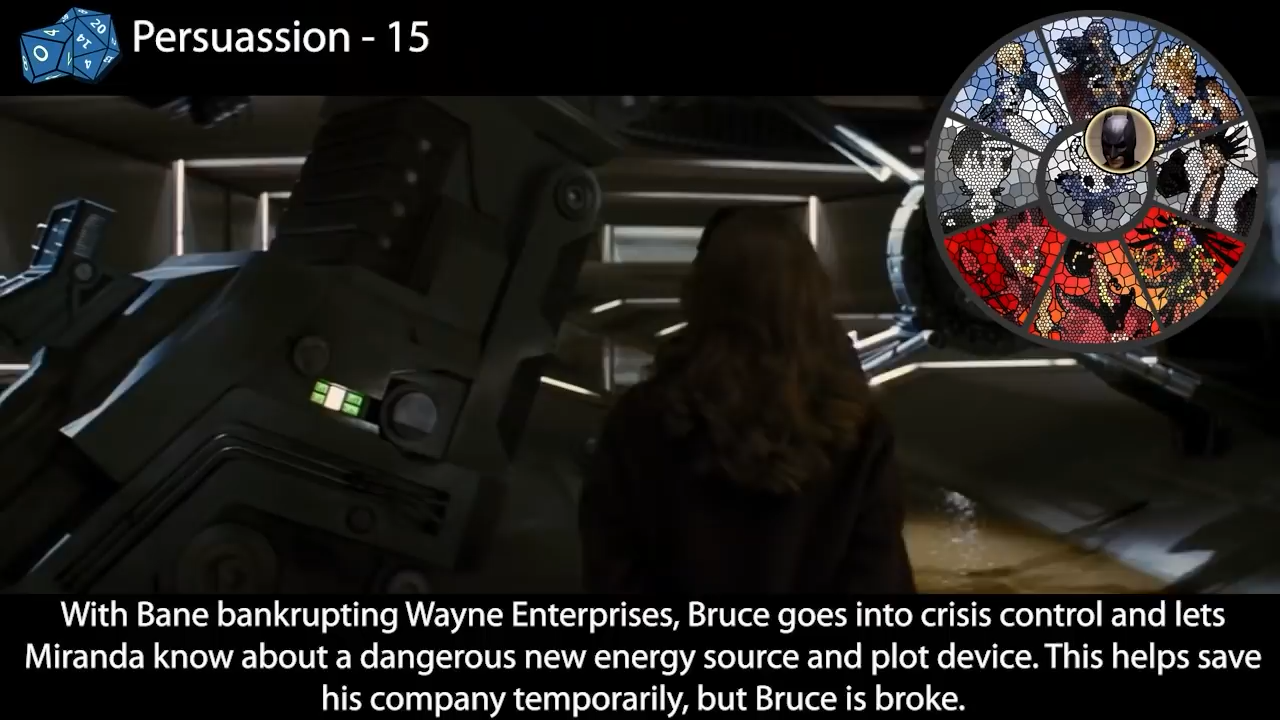 Persuassion - 15
With Bane bankrupting Wayne Enterprises, Bruce goes into crisis control and lets
Miranda know about a dangerous new energy source and plot device. This helps save
his company temporarily, but Bruce is broke.